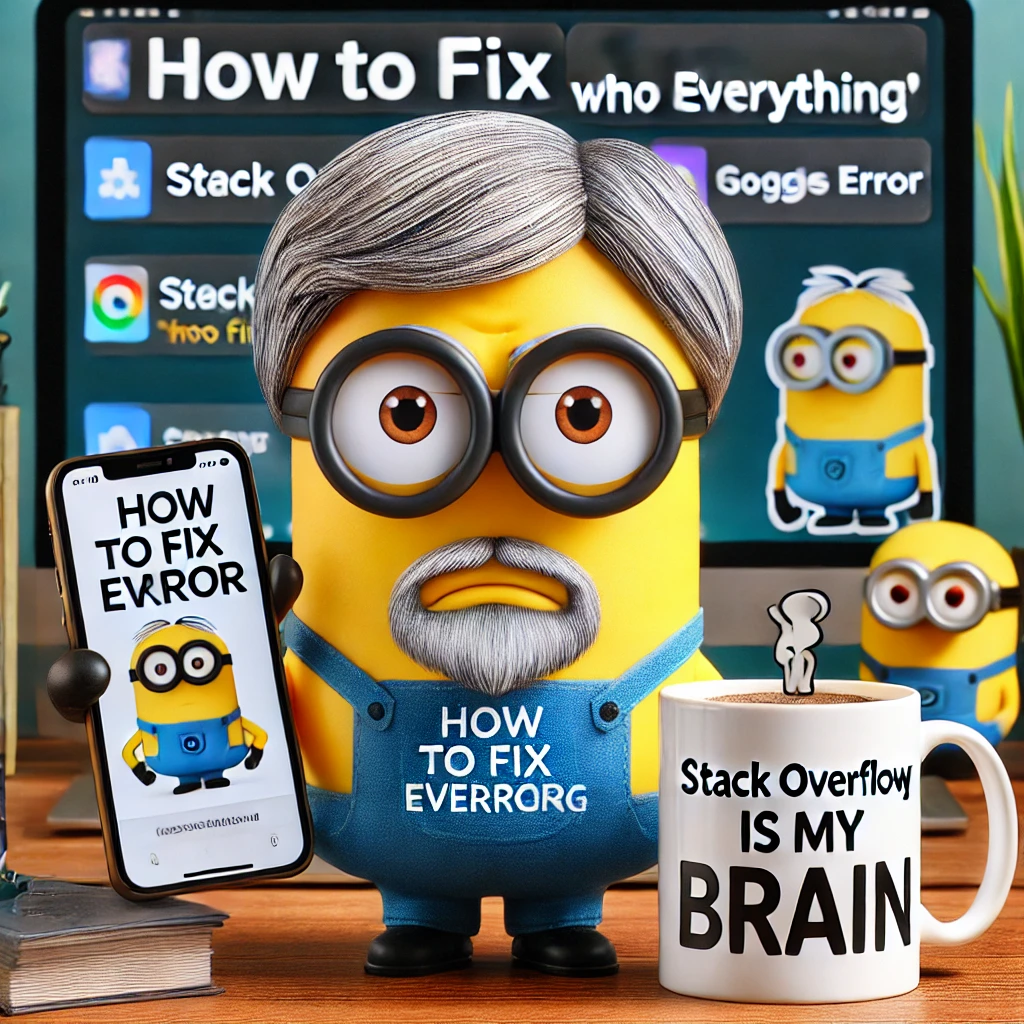 How to Fix
who Everything'
Stack O
Goggs Error
Steck
"hoo fi
HOW
TO FIX
EVRROR
HOW
TO FIX
EVERRORG
Stack Overflow
IS MY
BRAIN